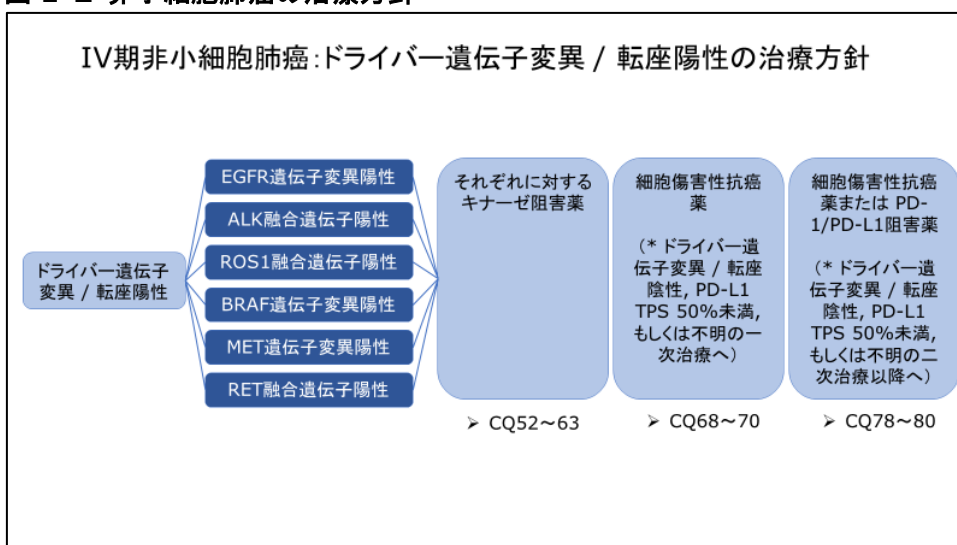 IV期非小細胞肺癌：ドライバー遺伝子変異 / 転座陽性の治療方針
ドライバー遺伝子
変異 / 転座陽性
EGFR遺伝子変異陽性
ALK融合遺伝子陽性
ROS1融合遺伝子陽性
BRAF遺伝子変異陽性
MET遺伝子変異陽性
RET融合遺伝子陽性
それぞれに対する
キナーゼ阻害薬
➢ CQ52～63
細胞傷害性抗癌
薬
（* ドライバー遺
伝子変異 / 転座
陰性, PD-L1
TPS 50%未満,
もしくは不明の一
次治療へ）
➢ CQ68～70
細胞傷害性抗癌
薬または PD-
1/PD-L1阻害薬
（* ドライバー遺
伝子変異 / 転座
陰性, PD-L1
TPS 50%未満,
もしくは不明の二
次治療以降へ）
➢ CQ78～80